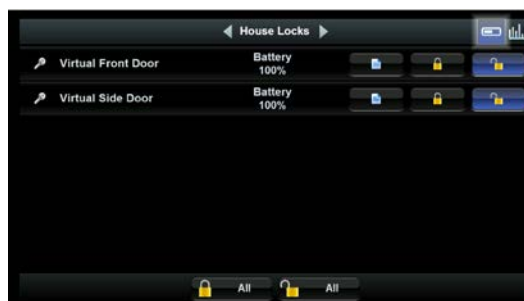 House Locks
Virtual Front Door
Battery
100%
Virtual Side Door
Battery
100%
All
All